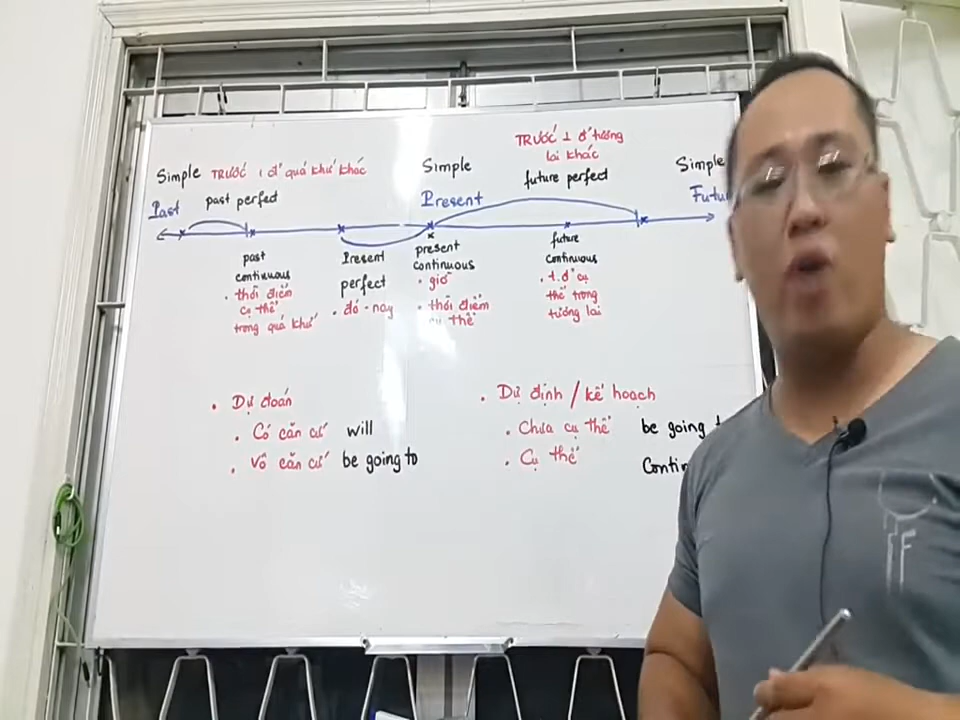 Simple TRƯỚC 1 đ' quá khứ khác
past perfect
Past
Simple
Present
TRƯỚC 1 đ' tương
lai khác
future perfect
Simple
Futu
past
continuous
• thời điểm
cụ thể
trong quá khứ
Present
perfect
• đó - nay
present
continuous
• giờ
• thời điểm
cụ thể
future
continuous
• t.đ' cụ
thể trong
tương lai
• Dự đoán
• Có căn cứ will
• Vô căn cứ be going to
• Dự định / kế hoạch
• Chưa cụ thể be going t
• Cụ thể Contin